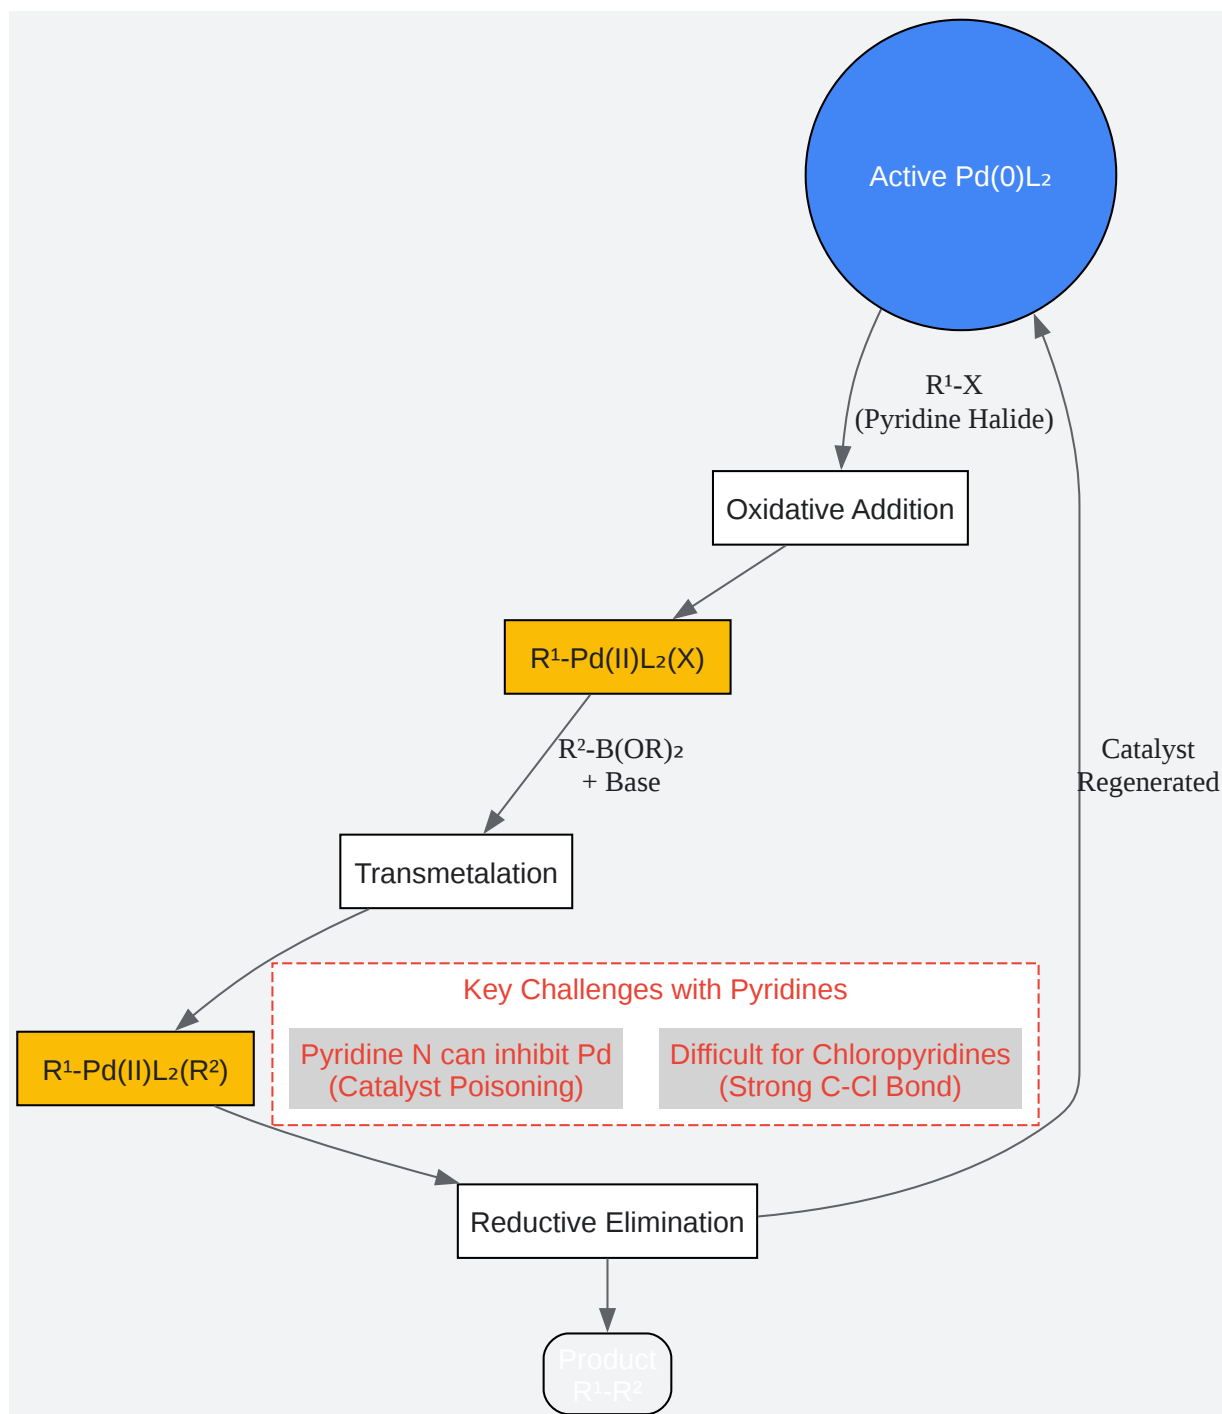 Active Pd(0)L₂
R¹-X
(Pyridine Halide)
Oxidative Addition
R¹-Pd(II)L₂(X)
R²-B(OR)₂
+ Base
Catalyst
Regenerated
Transmetalation
Key Challenges with Pyridines
Pyridine N can inhibit Pd
(Catalyst Poisoning)
Difficult for Chloropyridines
(Strong C-Cl Bond)
R¹-Pd(II)L₂(R²)
Reductive Elimination
Product
R¹-R²